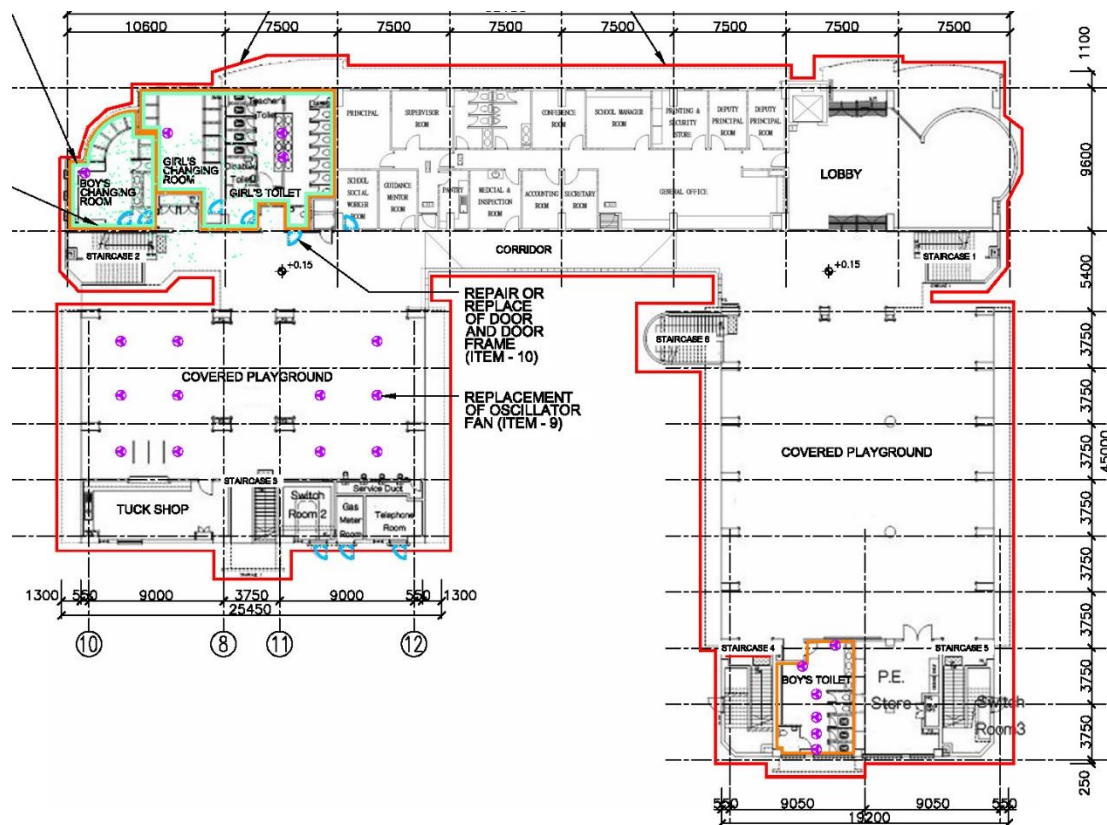 10600
7500
7500
7500
7500
7500
7500
1100
9600
5400
Teacher's
Toilet
PRINCIPAL
SUPERVISOR
ROOM
CONFERENCE
ROOM
SCHOOL MANAGER
ROOM
PRINTING &
SECURITY
STORE
DEPUTY
PRINCIPAL
ROOM
DEPUTY
PRINCIPAL
ROOM
BOY'S
CHANGING
ROOM
GIRL'S
CHANGING
ROOM
Toilet
GIRL'S TOILET
SCHOOL
SOCIAL
WORKER
ROOM
GUIDANCE
MENTOR
ROOM
PANTRY
MEDCIAL &
INSPECTION
ROOM
ACCOUNTING
ROOM
SECRETARY
ROOM
GENERAL OFFICE
LOBBY
STAIRCASE 2
+0.15
CORRIDOR
+0.15
STAIRCASE 1
REPAIR OR
REPLACE
OF DOOR
AND DOOR
FRAME
(ITEM - 10)
STAIRCASE 6
COVERED PLAYGROUND
REPLACEMENT
OF OSCILLATOR
FAN (ITEM - 9)
COVERED PLAYGROUND
3750
3750
3750
3750
3750
3750
3750
3750
45000
250
TUCK SHOP
STAIRCASE 3
Switch
Room 2
Service Duct
Gas
Meter
Room
Telephone
Room
1300
550
9000
3750
9000
550
1300
25450
10
8
11
12
STAIRCASE 4
BOY'S TOILET
P.E.
Store
STAIRCASE 5
Switch
Room3
550
9050
9050
550
19200